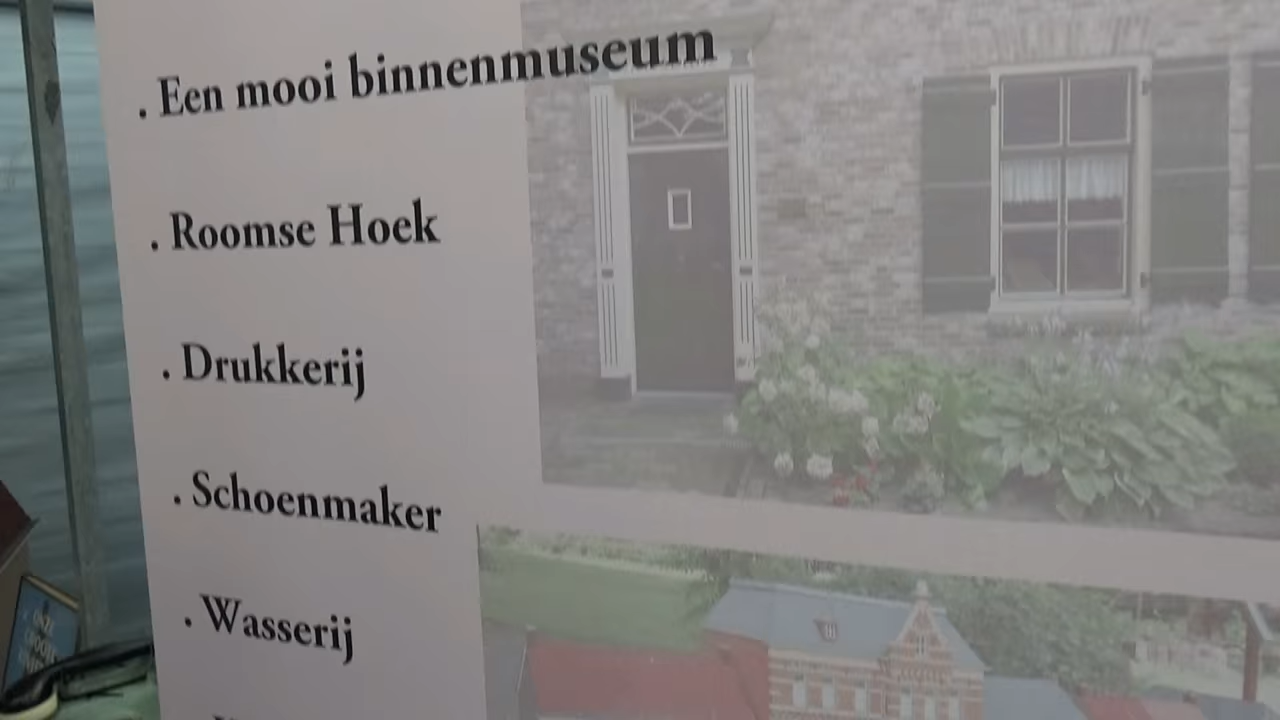 . Een mooi binnenmuseum
. Roomse Hoek
. Drukkerij
. Schoenmaker
. Wasserij